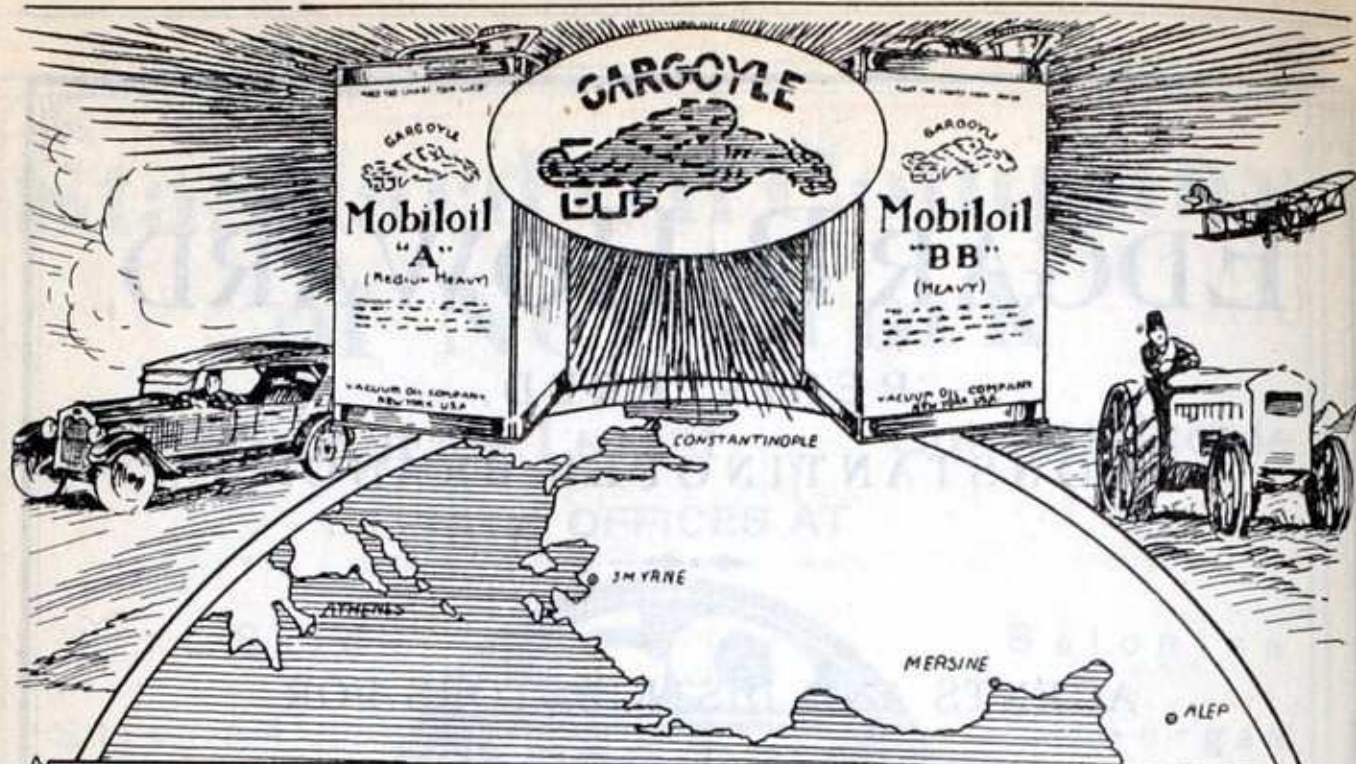 GARGOYLE
GARGOYLE
Mobiloil
"A"
(MEDIUM HEAVY)
VACUUM OIL COMPANY
NEW YORK USA
GARGOYLE
Mobiloil
"BB"
(HEAVY)
VACUUM OIL COMPANY
NEW YORK USA
CONSTANTINOPLE
SMYRNE
ATHENES
MERSINE
ALEP